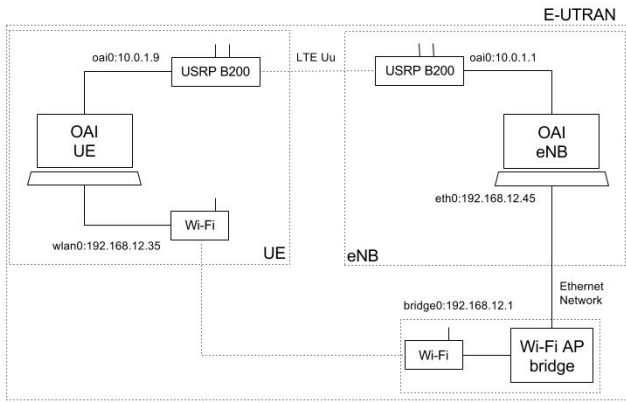 E-UTRAN
oai0:10.0.1.9
USRP B200
LTE Uu
USRP B200
oai0:10.0.1.1
OAI
UE
OAI
eNB
eth0:192.168.12.45
Wi-Fi
wlan0:192.168.12.35
UE
eNB
Ethernet
Network
bridge0:192.168.12.1
Wi-Fi
Wi-Fi AP
bridge